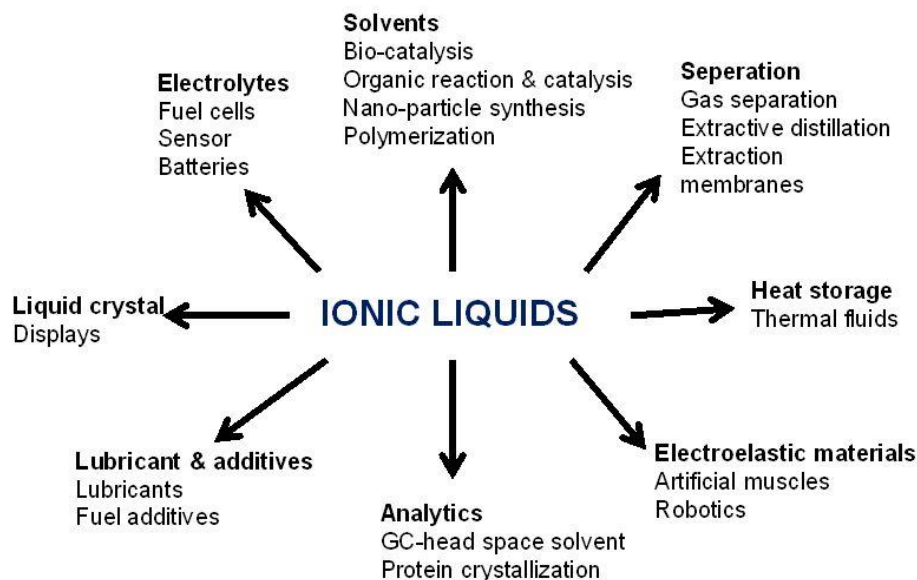 Solvents
Bio-catalysis
Organic reaction & catalysis
Nano-particle synthesis
Polymerization
Electrolytes
Fuel cells
Sensor
Batteries
Seperation
Gas separation
Extractive distillation
Extraction
membranes
Liquid crystal
Displays
IONIC LIQUIDS
Heat storage
Thermal fluids
Lubricant & additives
Lubricants
Fuel additives
Analytics
GC-head space solvent
Protein crystallization
Electroelastic materials
Artificial muscles
Robotics